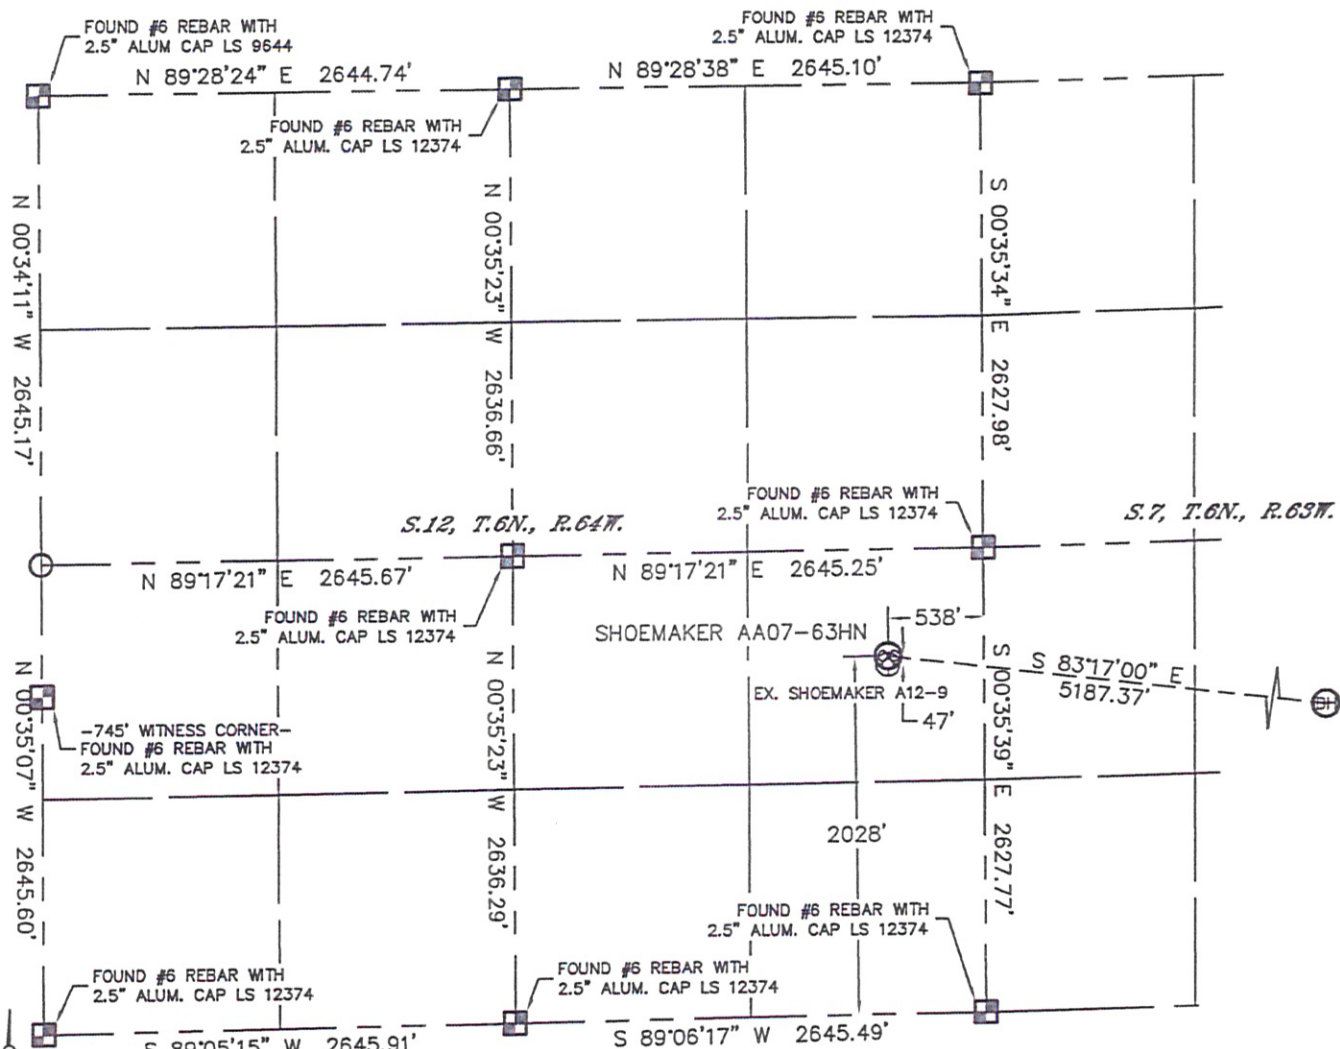 FOUND #6 REBAR WITH
2.5" ALUM CAP LS 9644
N 89°28'24" E 2644.74'
FOUND #6 REBAR WITH
2.5" ALUM. CAP LS 12374
N 89°28'38" E 2645.10'
FOUND #6 REBAR WITH
2.5" ALUM. CAP LS 12374
N 00°34'11" W 2645.17'
N 00°35'23" W 2636.66'
S 00°35'34" E 2627.98'
S.12, T.6N., R.64W.
FOUND #6 REBAR WITH
2.5" ALUM. CAP LS 12374
S.7, T.6N., R.63W.
N 89°17'21" E 2645.67'
N 89°17'21" E 2645.25'
FOUND #6 REBAR WITH
2.5" ALUM. CAP LS 12374
SHOEMAKER AA07-63HN
538'
S 83°17'00" E
5187.37'
BH
EX. SHOEMAKER A12-9
47'
-745' WITNESS CORNER-
FOUND #6 REBAR WITH
2.5" ALUM. CAP LS 12374
N 00°35'07" W 2645.60'
N 00°35'23" W 2636.29'
S 00°35'39" E 2627.77'
2028'
FOUND #6 REBAR WITH
2.5" ALUM. CAP LS 12374
FOUND #6 REBAR WITH
2.5" ALUM. CAP LS 12374
FOUND #6 REBAR WITH
2.5" ALUM. CAP LS 12374
S 89°05'15" W 2645.91'
S 89°06'17" W 2645.49'